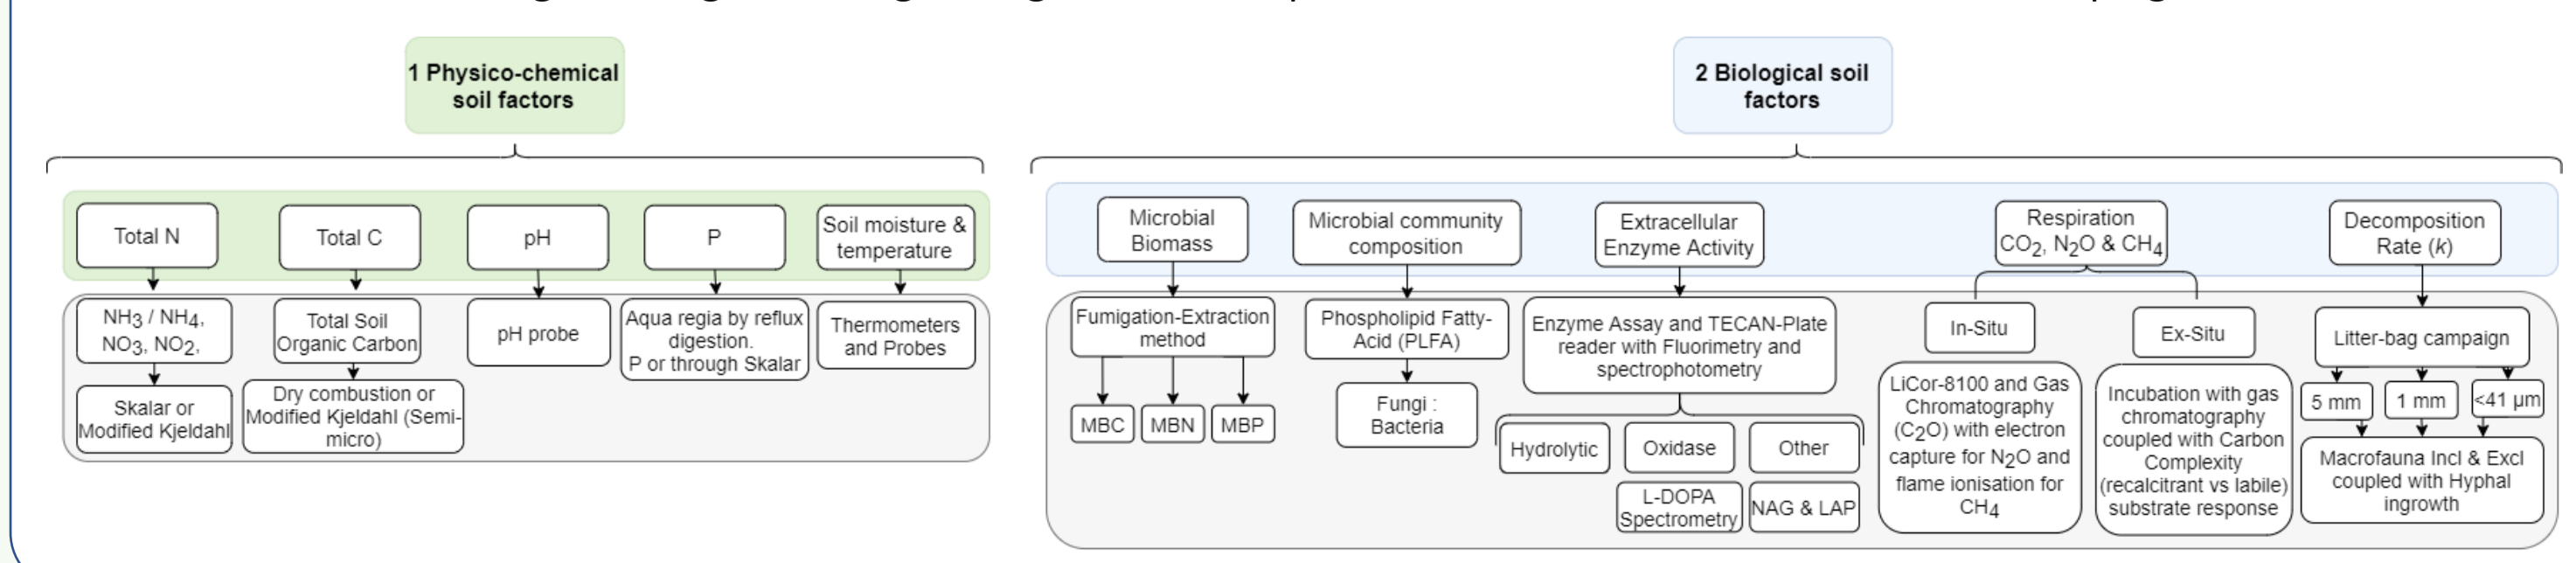 1 Physico-chemical
soil factors
Total N
Total C
pH
P
Soil moisture &
temperature
NH3 / NH4,
NO3, NO2,
Skalar or
Modified Kjeldahl
Total Soil
Organic Carbon
Dry combustion or
Modified Kjeldahl (Semi-
micro)
pH probe
Aqua regia by reflux
digestion.
P or through Skalar
Thermometers
and Probes
2 Biological soil
factors
Microbial
Biomass
Microbial community
composition
Extracellular
Enzyme Activity
Respiration
CO2, N2O & CH4
Decomposition
Rate (k)
Fumigation-Extraction
method
MBC
MBN
MBP
Phospholipid Fatty-
Acid (PLFA)
Fungi :
Bacteria
Enzyme Assay and TECAN-Plate
reader with Fluorimetry and
spectrophotometry
Hydrolytic
Oxidase
Other
L-DOPA
Spectrometry
NAG & LAP
In-Situ
LiCor-8100 and Gas
Chromatography
(C2O) with electron
capture for N2O and
flame ionisation for
CH4
Ex-Situ
Incubation with gas
chromatography
coupled with Carbon
Complexity
(recalcitrant vs labile)
substrate response
Litter-bag campaign
5 mm
1 mm
<41 µm
Macrofauna Incl & Excl
coupled with Hyphal
ingrowth